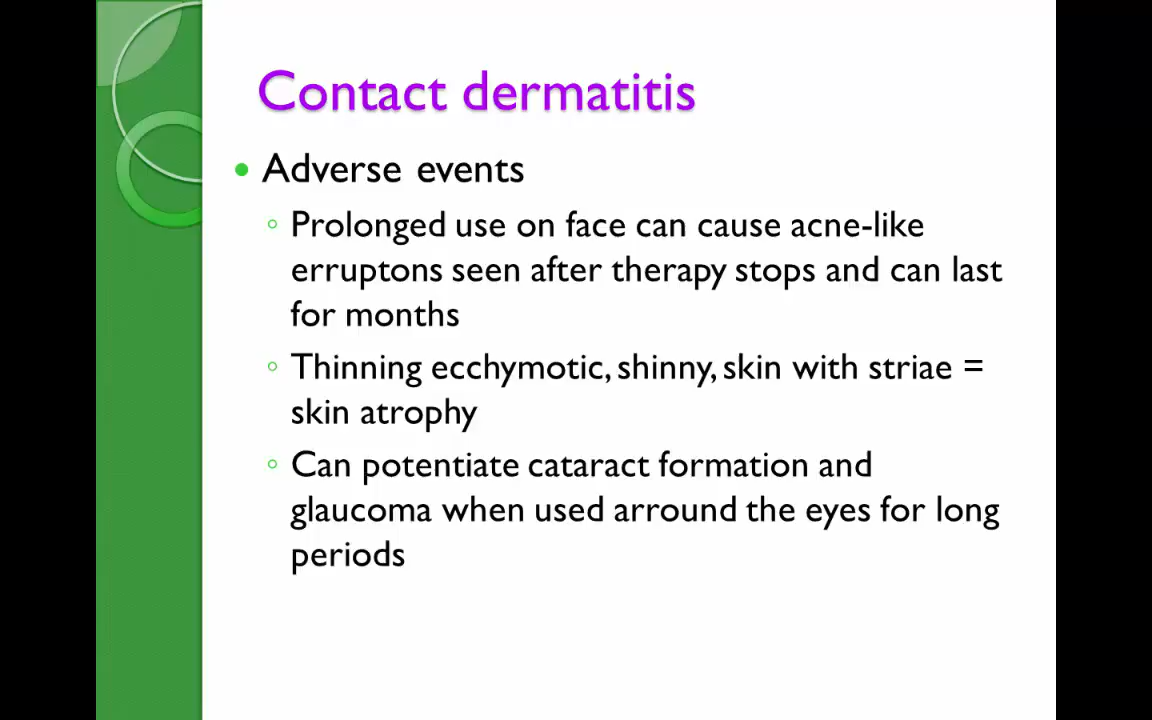 Contact dermatitis
• Adverse events
◦ Prolonged use on face can cause acne-like
erruptons seen after therapy stops and can last
for months
◦ Thinning ecchymotic, shinny, skin with striae =
skin atrophy
◦ Can potentiate cataract formation and
glaucoma when used arround the eyes for long
periods